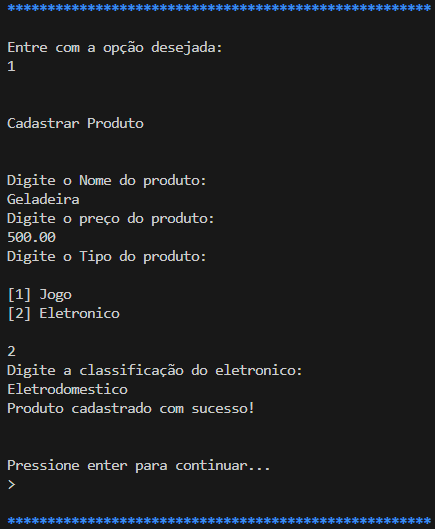 *****************************************************
Entre com a opção desejada:
1
Cadastrar Produto
Digite o Nome do produto:
Geladeira
Digite o preço do produto:
500.00
Digite o Tipo do produto:
[1] Jogo
[2] Eletronico
2
Digite a classificação do eletronico:
Eletrodomestico
Produto cadastrado com sucesso!
Pressione enter para continuar...
>
*****************************************************